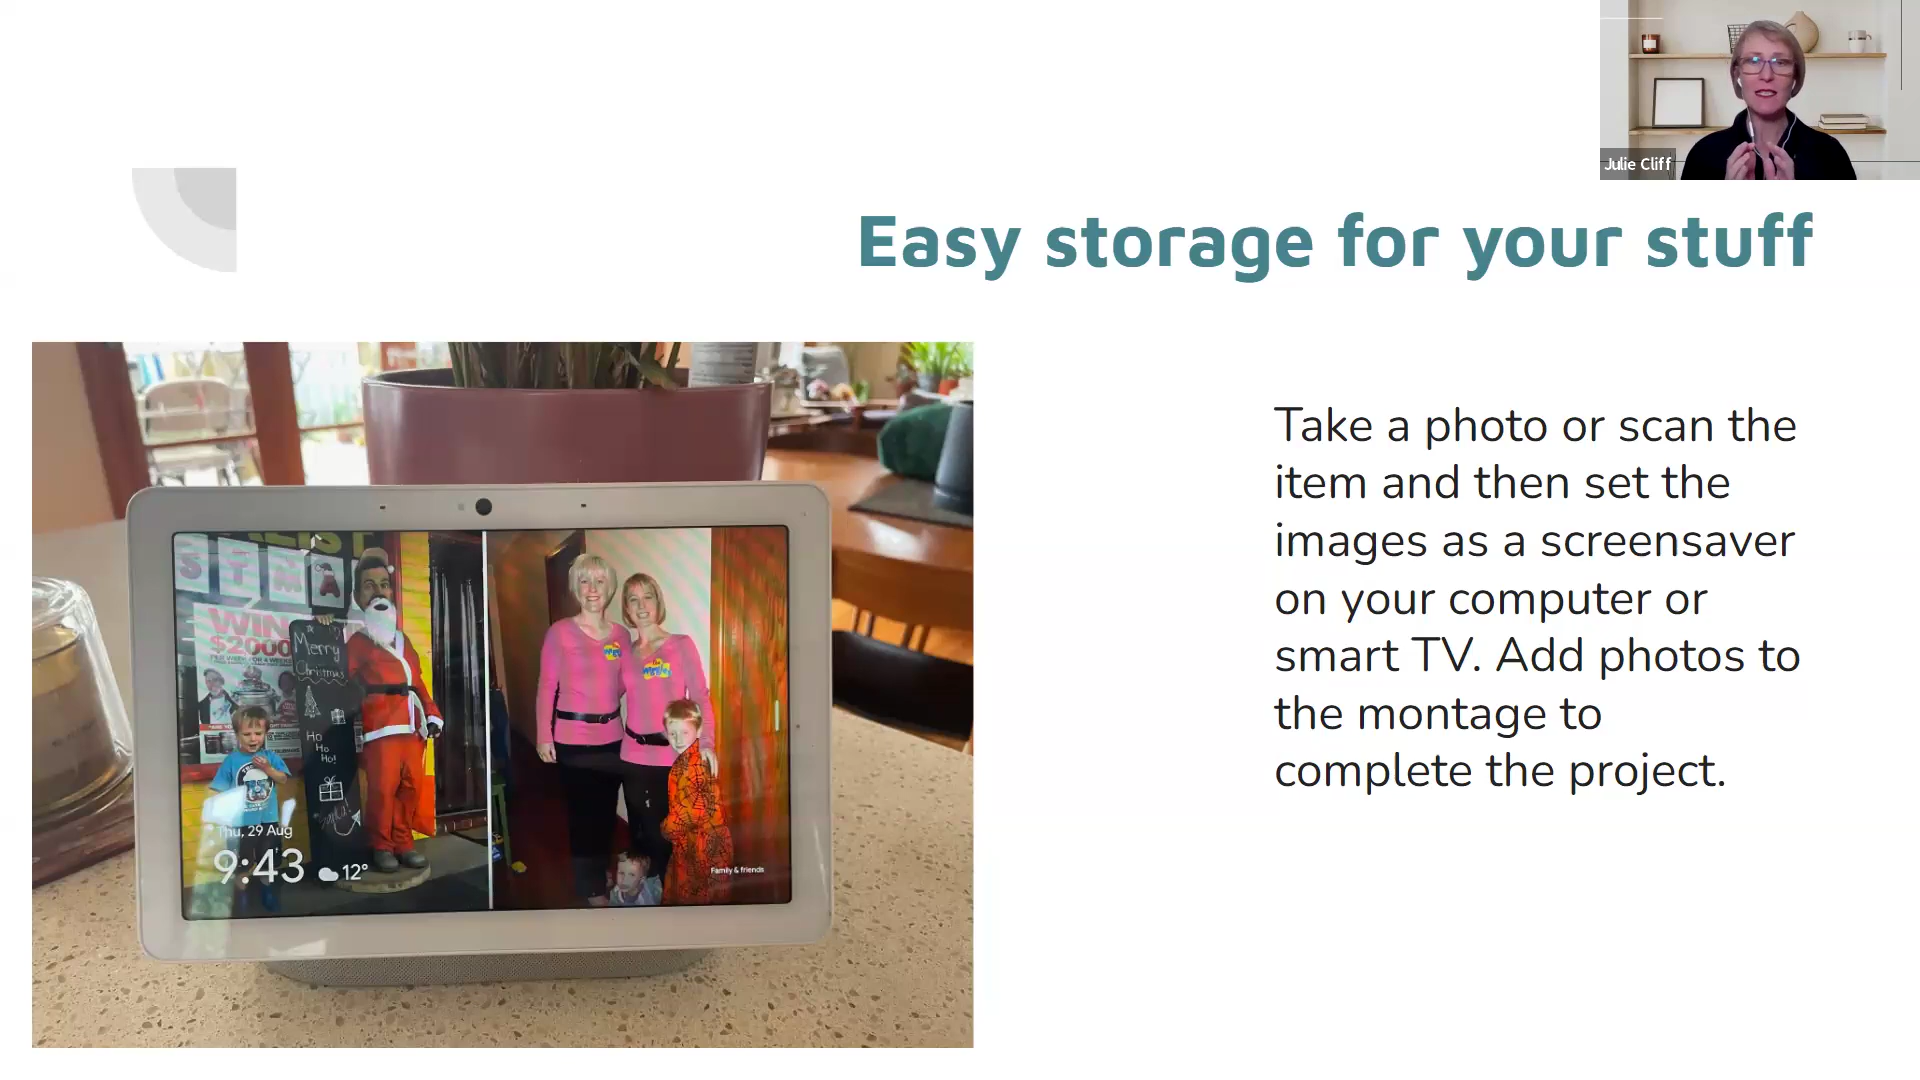 Julie Cliff
Easy storage for your stuff
Take a photo or scan the
item and then set the
images as a screensaver
on your computer or
smart TV. Add photos to
the montage to
complete the project.
S T M A
WIN
$2000
Merry
Christmas
Ho
Ho
Ho!
Thu, 29 Aug
9:43
12°
Family & friends